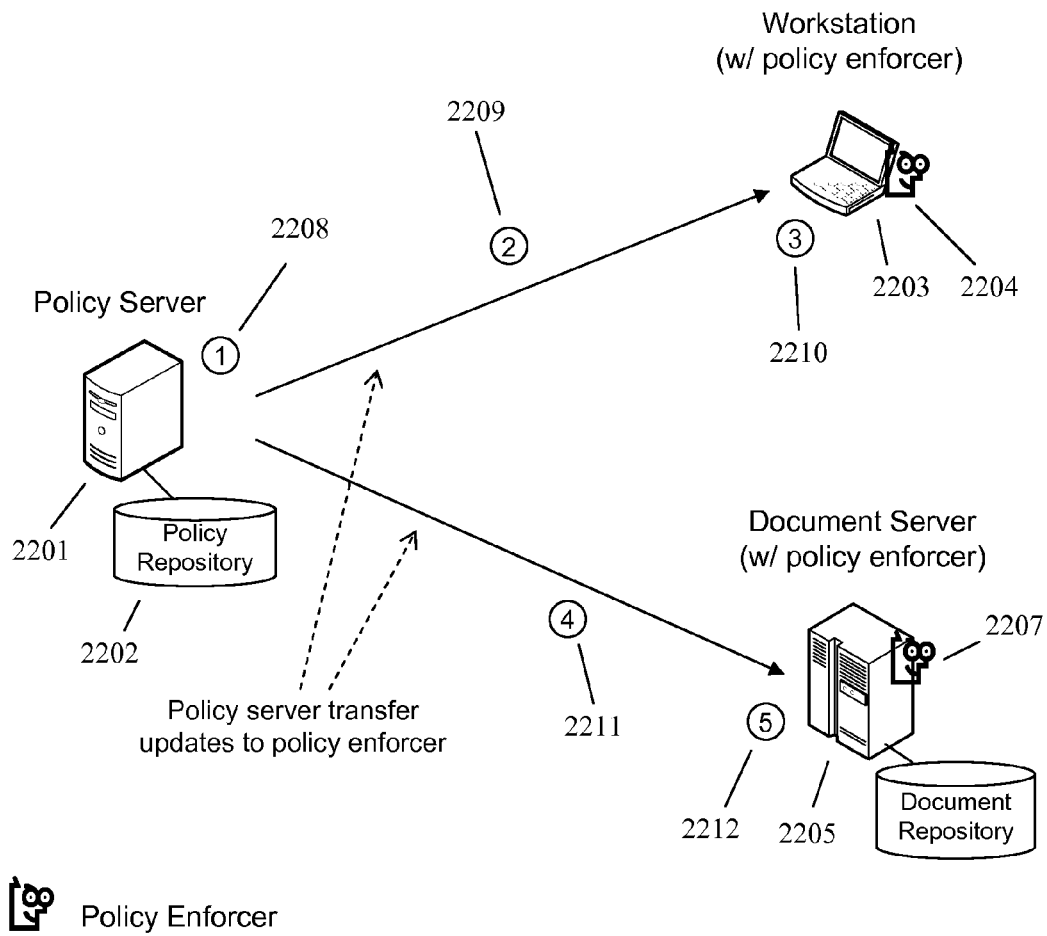 Workstation
(w/ policy enforcer)
2209
2
2208
3
2203
2204
Policy Server
1
2210
Policy
Repository
2201
Document Server
(w/ policy enforcer)
4
2207
2202
Policy server transfer
updates to policy enforcer
2211
5
2212
2205
Document
Repository
Policy Enforcer